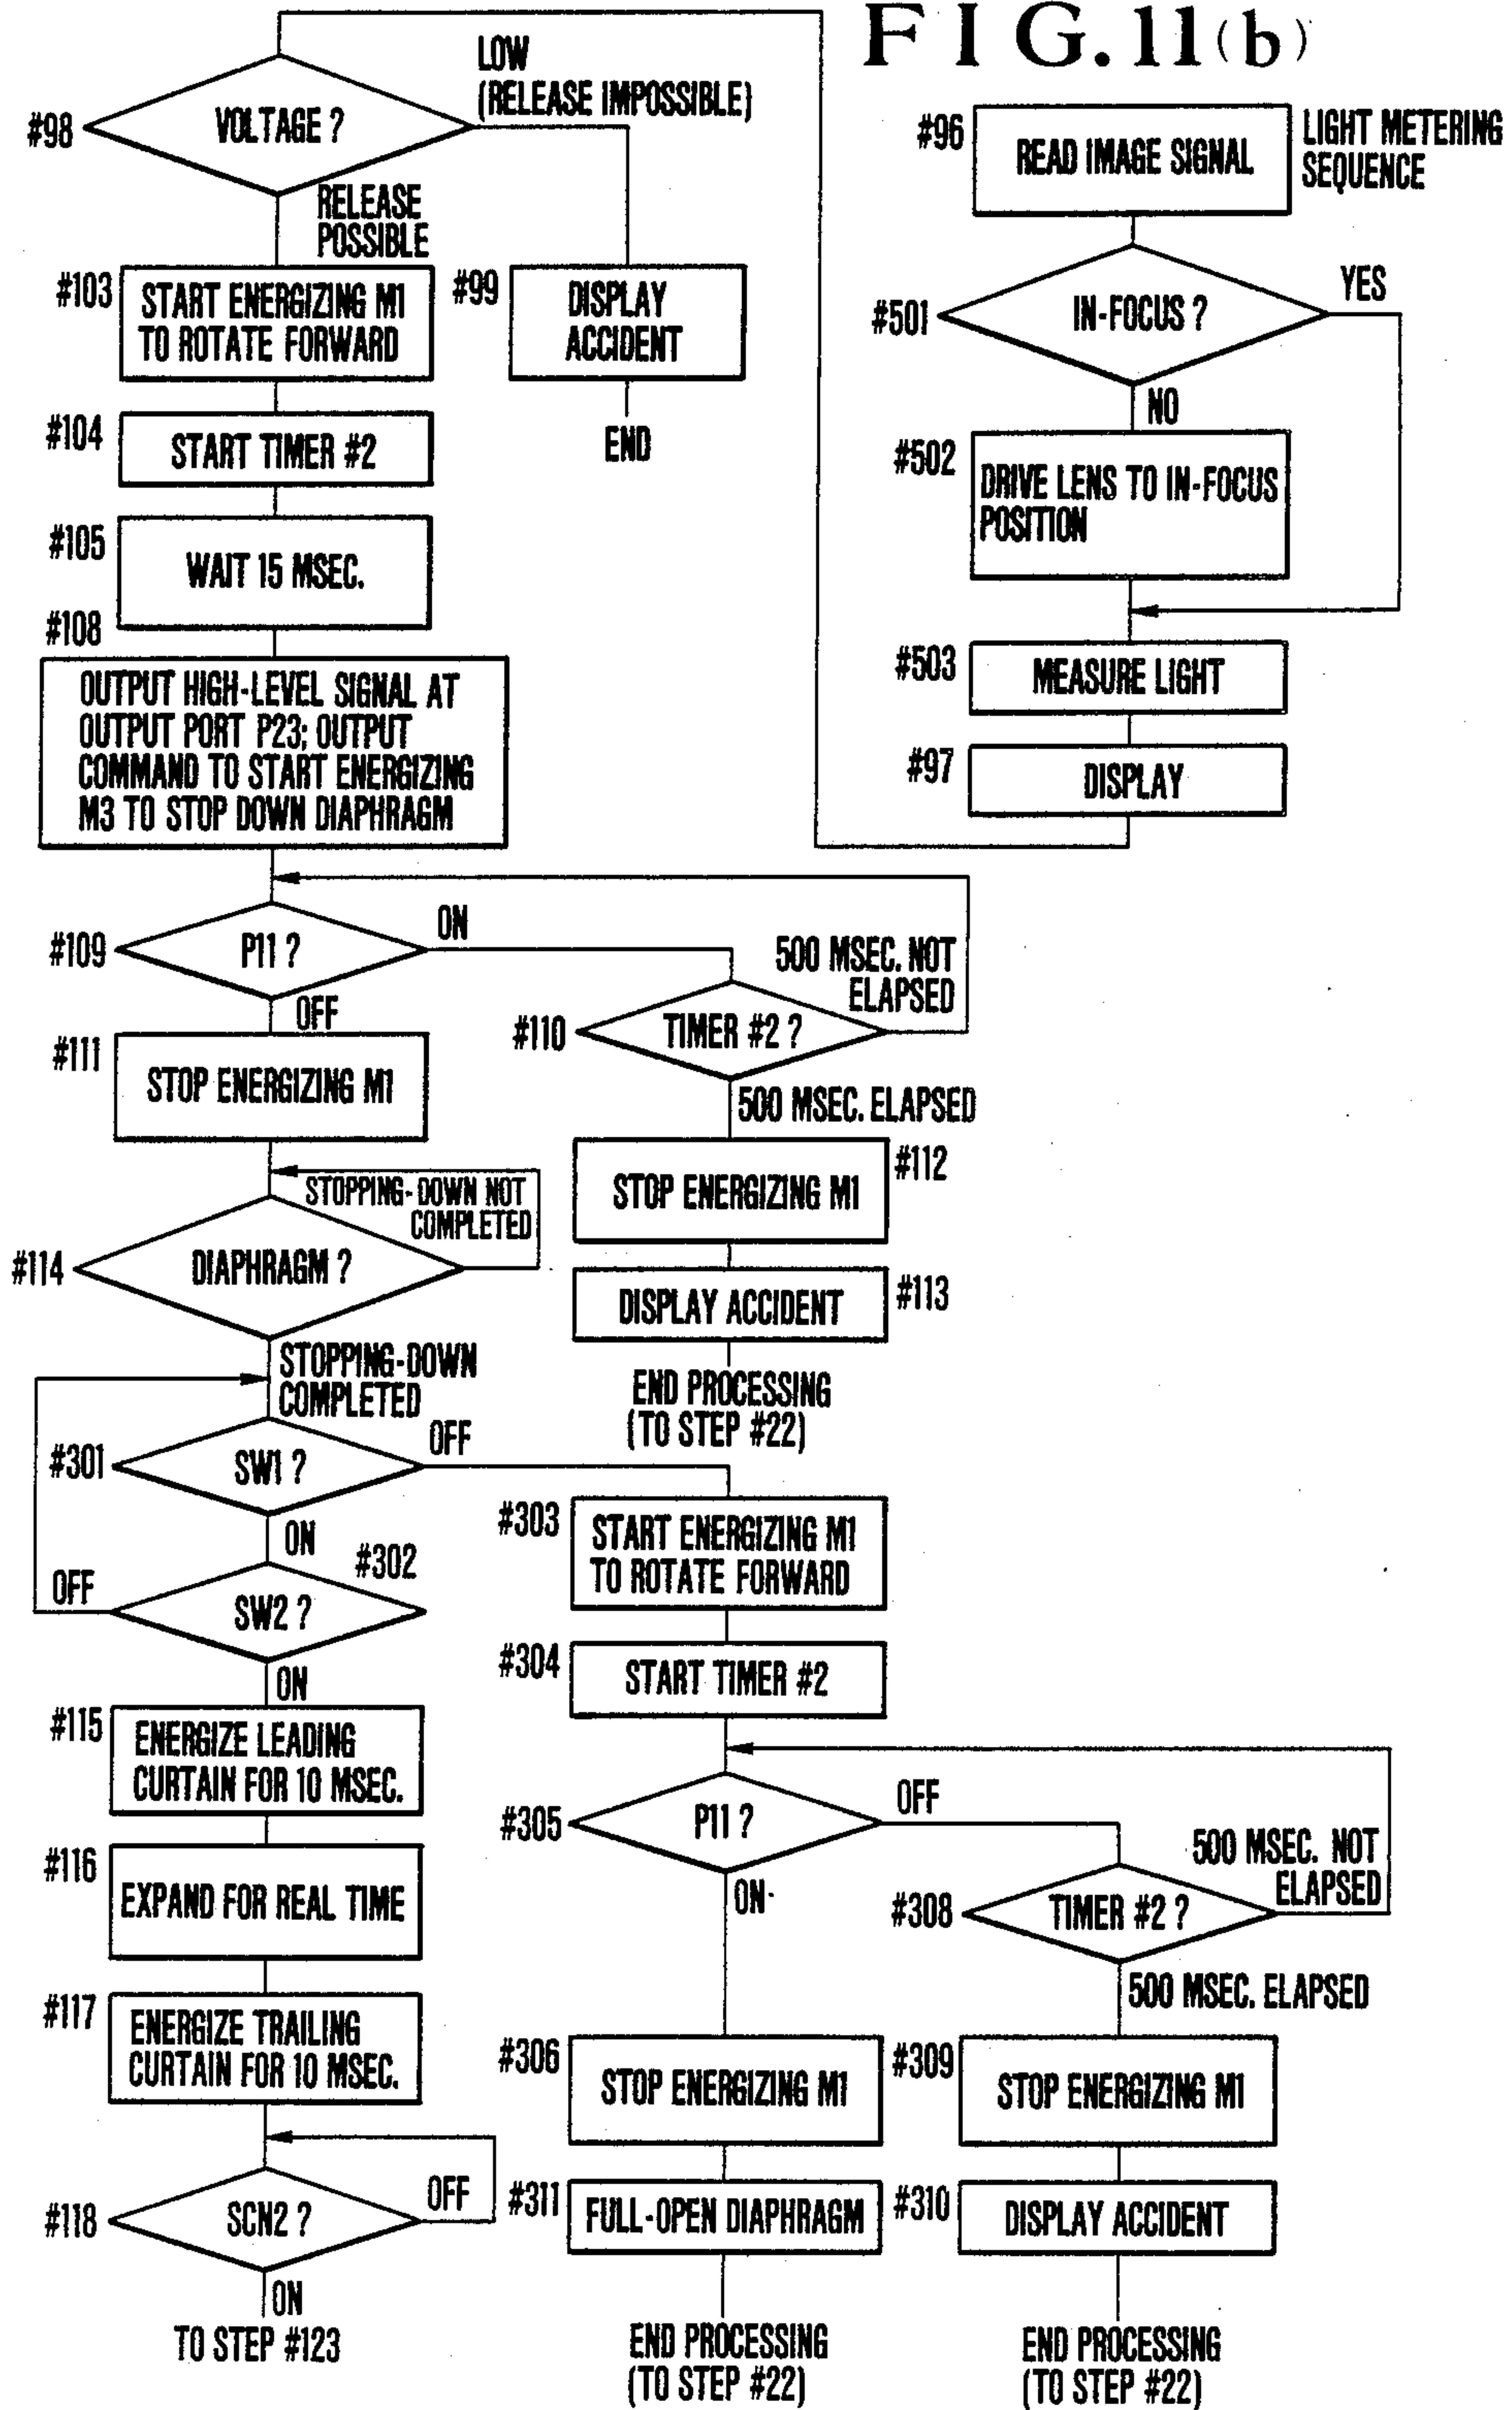 FIG. 11(b)
#98
VOLTAGE ?
LOW
(RELEASE IMPOSSIBLE)
RELEASE
POSSIBLE
#103
START ENERGIZING M1
TO ROTATE FORWARD
#99
DISPLAY
ACCIDENT
END
#104
START TIMER #2
#105
WAIT 15 MSEC.
#108
OUTPUT HIGH-LEVEL SIGNAL AT
OUTPUT PORT P23; OUTPUT
COMMAND TO START ENERGIZING
M3 TO STOP DOWN DIAPHRAGM
#96
READ IMAGE SIGNAL
LIGHT METERING
SEQUENCE
#501
IN-FOCUS ?
YES
NO
#502
DRIVE LENS TO IN-FOCUS
POSITION
#503
MEASURE LIGHT
#97
DISPLAY
#109
P11 ?
ON
OFF
#110
TIMER #2 ?
500 MSEC. NOT
ELAPSED
500 MSEC. ELAPSED
#111
STOP ENERGIZING M1
#112
STOP ENERGIZING M1
#113
DISPLAY ACCIDENT
END PROCESSING
(TO STEP #22)
#114
DIAPHRAGM ?
STOPPING-DOWN NOT
COMPLETED
STOPPING-DOWN
COMPLETED
#301
SW1 ?
OFF
ON
#302
SW2 ?
OFF
ON
#303
START ENERGIZING M1
TO ROTATE FORWARD
#304
START TIMER #2
#115
ENERGIZE LEADING
CURTAIN FOR 10 MSEC.
#116
EXPAND FOR REAL TIME
#117
ENERGIZE TRAILING
CURTAIN FOR 10 MSEC.
#118
SCN2 ?
OFF
ON
TO STEP #123
#305
P11 ?
OFF
ON
#308
TIMER #2 ?
500 MSEC. NOT
ELAPSED
500 MSEC. ELAPSED
#306
STOP ENERGIZING M1
#309
STOP ENERGIZING M1
#311
FULL-OPEN DIAPHRAGM
#310
DISPLAY ACCIDENT
END PROCESSING
(TO STEP #22)
END PROCESSING
(TO STEP #22)